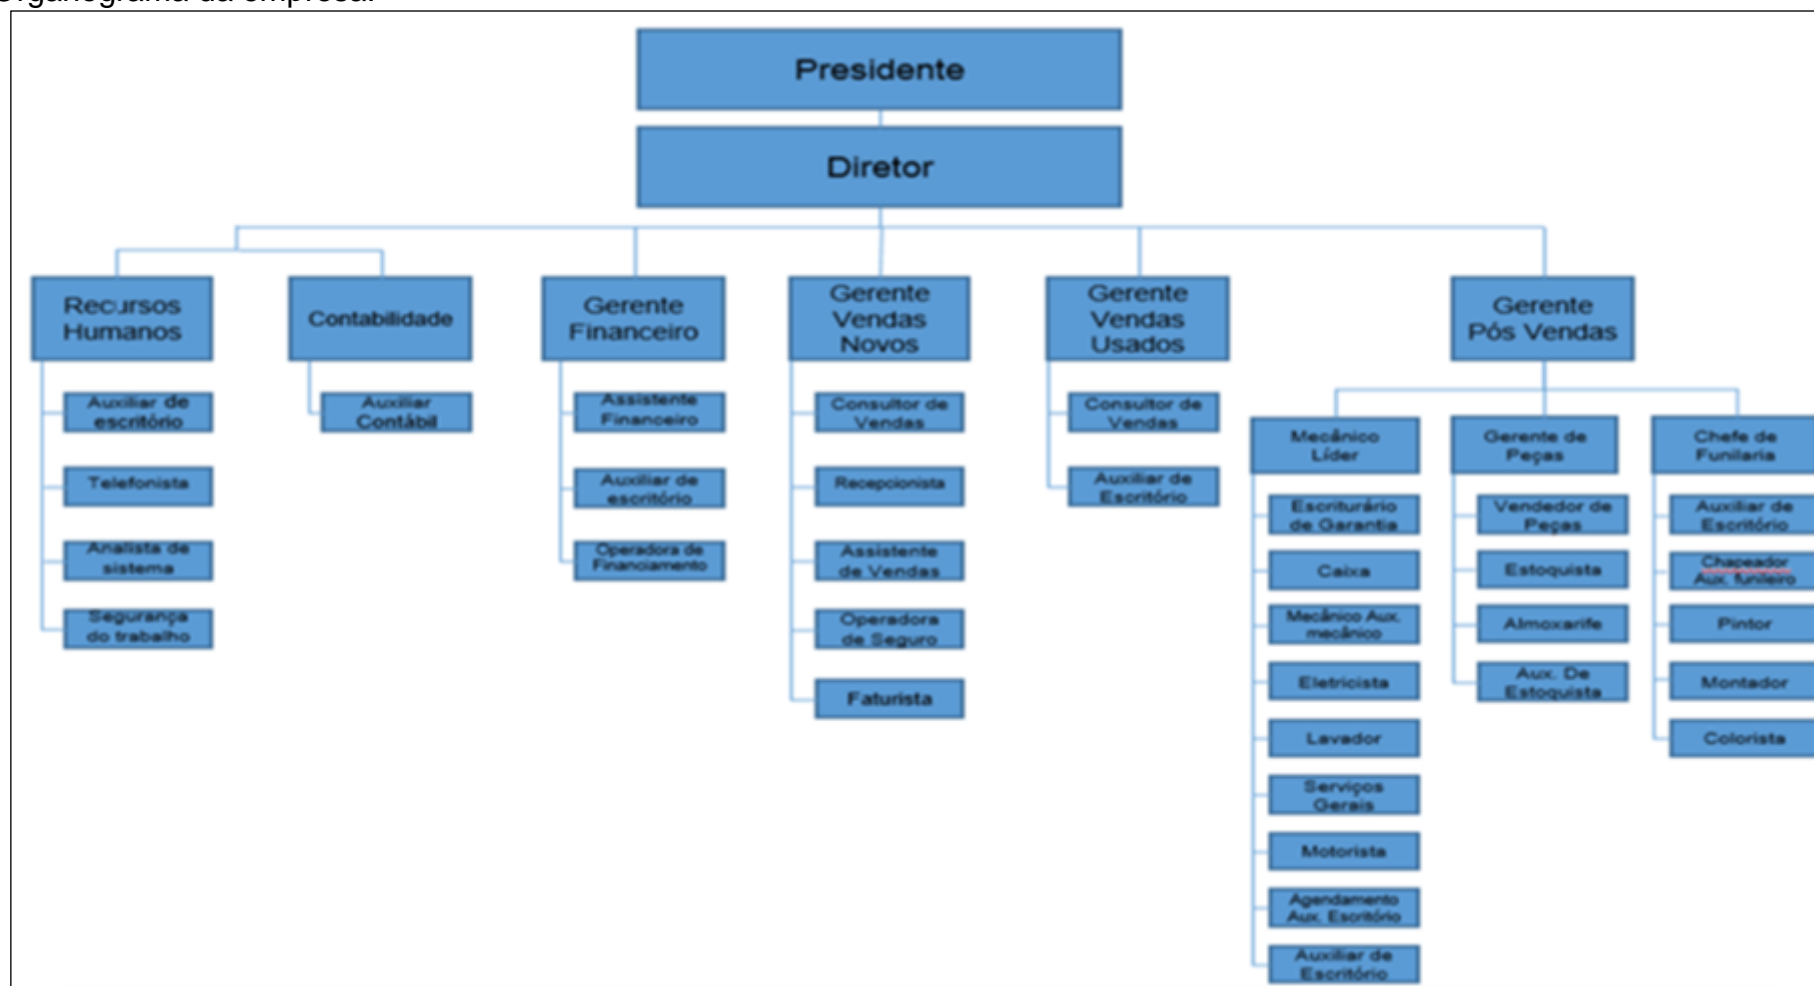 Organograma da empresa.
Presidente
Diretor
Recursos
Humanos
Auxiliar de
escritório
Telefonista
Analista de
sistema
Segurança
do trabalho
Contabilidade
Auxiliar
Contábil
Gerente
Financeiro
Assistente
Financeiro
Auxiliar de
escritório
Operadora de
Financiamento
Gerente
Vendas
Novos
Consultor de
Vendas
Recepcionista
Assistente
de Vendas
Operadora
de Seguro
Faturista
Gerente
Vendas
Usados
Consultor de
Vendas
Auxiliar de
Escritório
Gerente
Pós Vendas
Mecânico
Líder
Escriturário
de Garantia
Caixa
Mecânico Aux.
mecânico
Eletricista
Lavador
Serviços
Gerais
Motorista
Agendamento
Aux. Escritório
Auxiliar de
Escritório
Gerente de
Peças
Vendedor de
Peças
Estoquista
Almoxarife
Aux. De
Estoquista
Chefe de
Funilaria
Auxiliar de
Escritório
Chapeador
Aux. funileiro
Pintor
Montador
Colorista